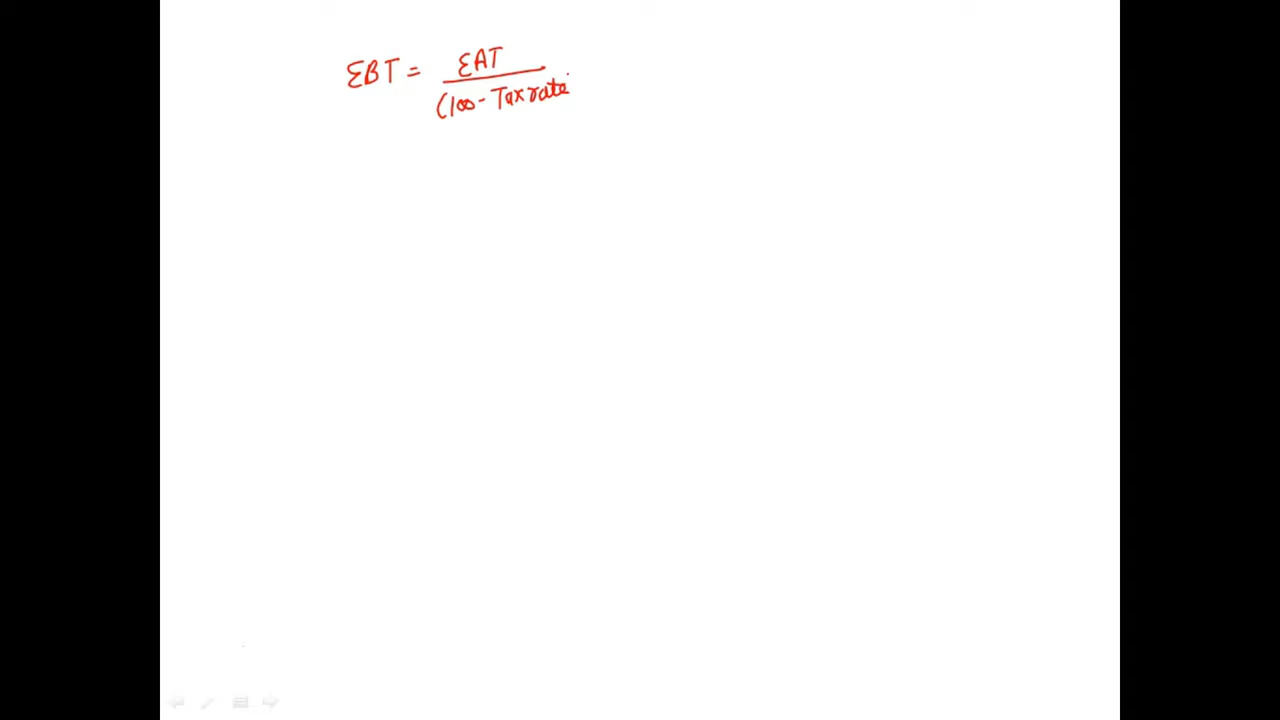 EBT = EAT
(100 - Tax rate